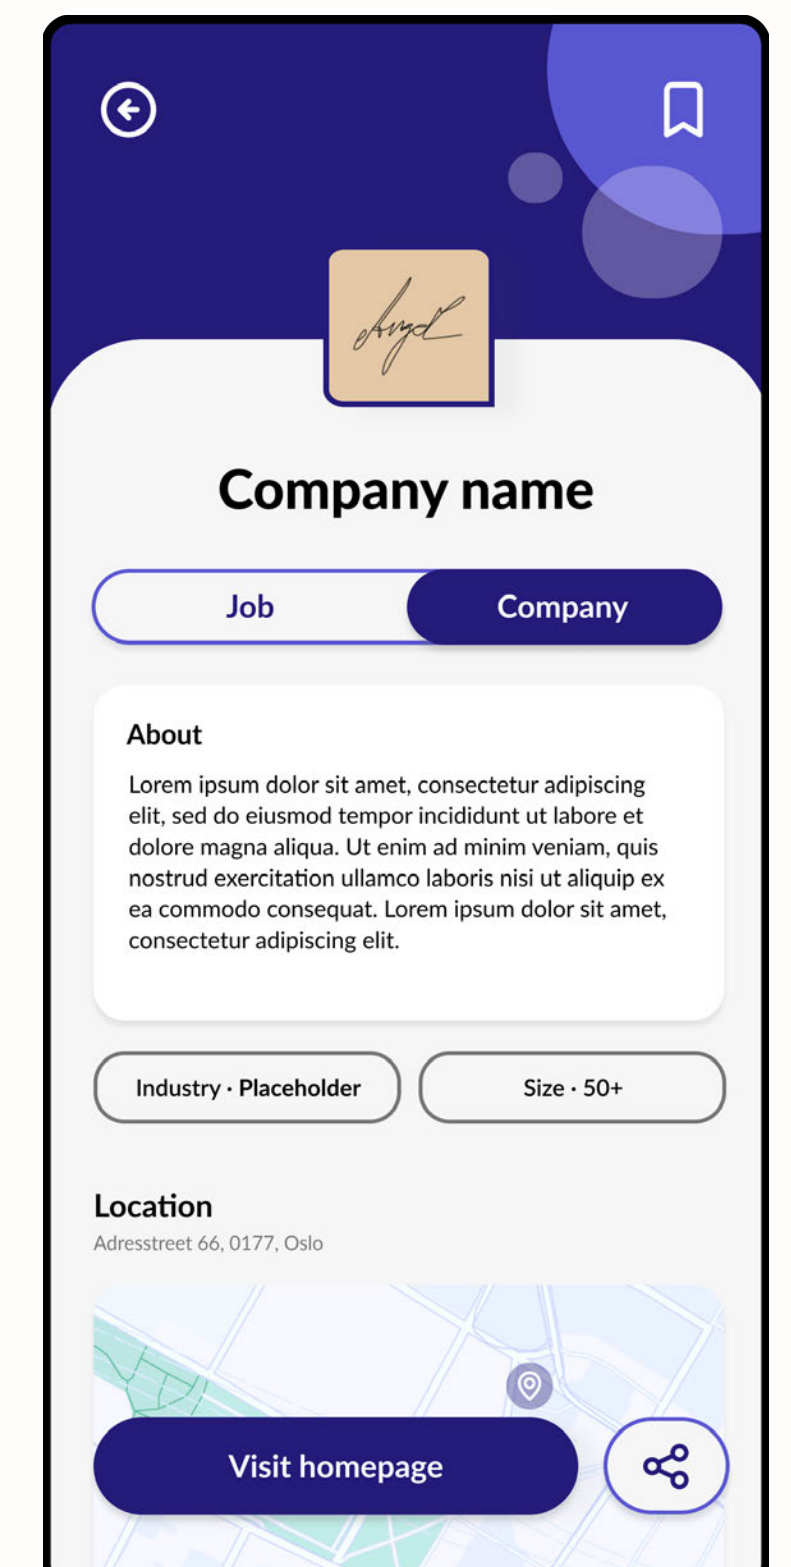 Company name
Job
Company
About
Lorem ipsum dolor sit amet, consectetur adipiscing
elit, sed do eiusmod tempor incididunt ut labore et
dolore magna aliqua. Ut enim ad minim veniam, quis
nostrud exercitation ullamco laboris nisi ut aliquip ex
ea commodo consequat. Lorem ipsum dolor sit amet,
consectetur adipiscing elit.
Industry · Placeholder
Size · 50+
Location
Adresstreet 66, 0177, Oslo
Visit homepage